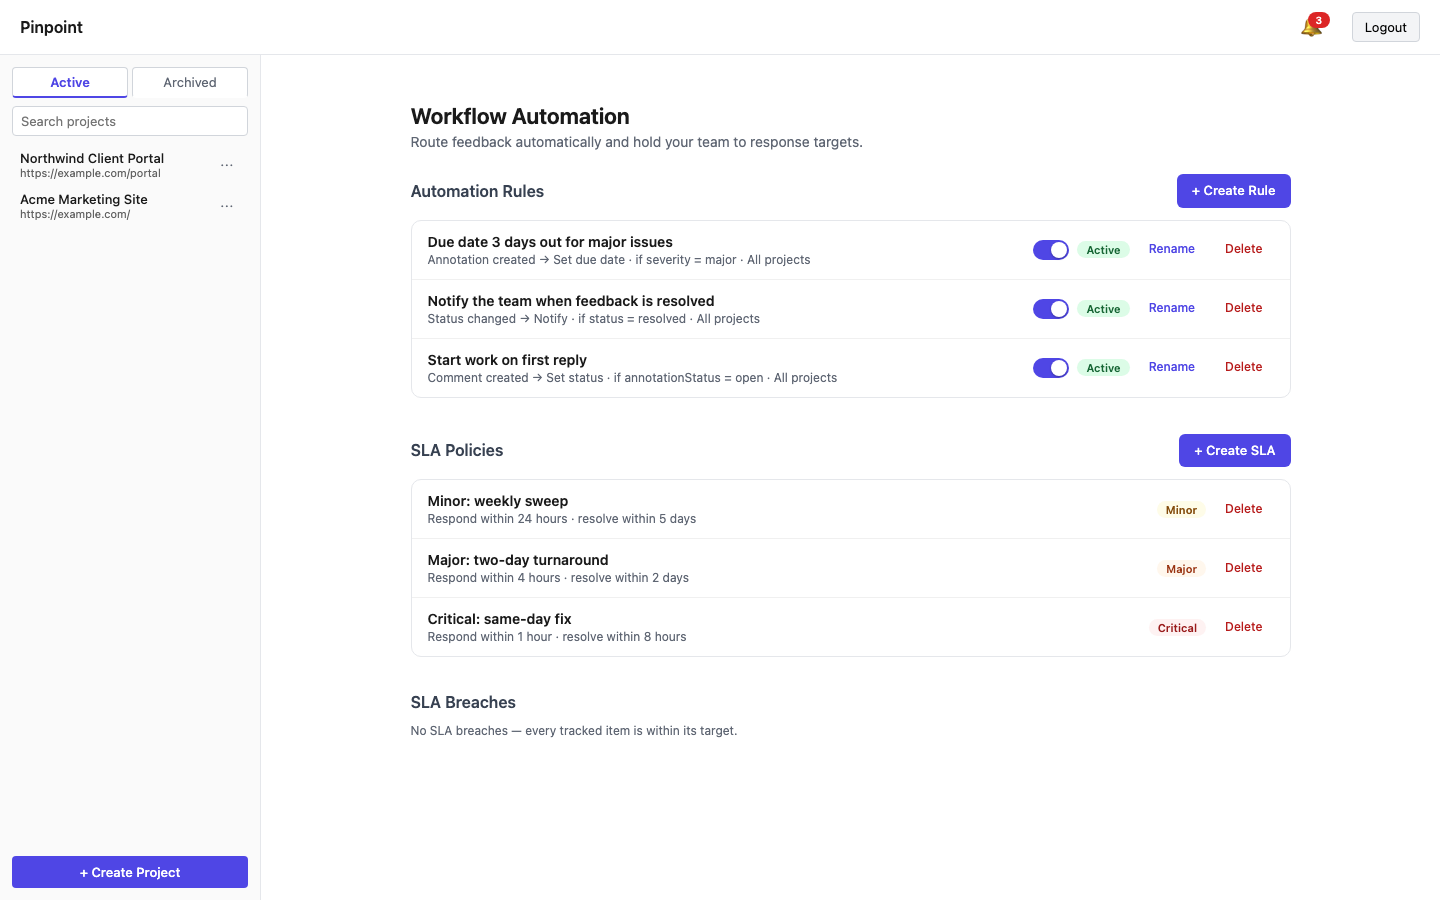 Pinpoint
3
Logout
Active
Archived
Search projects
Northwind Client Portal
https://example.com/portal
...
Acme Marketing Site
https://example.com/
...
+ Create Project
Workflow Automation
Route feedback automatically and hold your team to response targets.
Automation Rules
+ Create Rule
Due date 3 days out for major issues
Annotation created → Set due date · if severity = major · All projects
Active
Rename
Delete
Notify the team when feedback is resolved
Status changed → Notify · if status = resolved · All projects
Active
Rename
Delete
Start work on first reply
Comment created → Set status · if annotationStatus = open · All projects
Active
Rename
Delete
SLA Policies
+ Create SLA
Minor: weekly sweep
Respond within 24 hours · resolve within 5 days
Minor
Delete
Major: two-day turnaround
Respond within 4 hours · resolve within 2 days
Major
Delete
Critical: same-day fix
Respond within 1 hour · resolve within 8 hours
Critical
Delete
SLA Breaches
No SLA breaches — every tracked item is within its target.